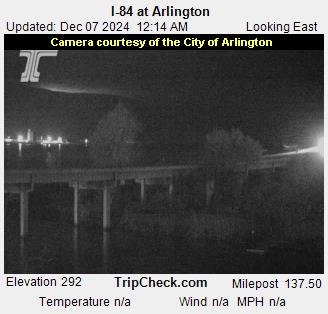 I-84 at Arlington
Updated: Dec 07 2024 12:14 AM Looking East
Camera courtesy of the City of Arlington
Elevation 292 TripCheck.com Milepost 137.50
Temperature n/a Wind n/a MPH n/a